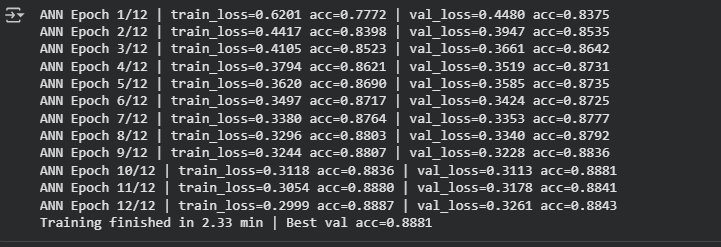 ANN Epoch 1/12 | train_loss=0.6201 acc=0.7772 | val_loss=0.4480 acc=0.8375
ANN Epoch 2/12 | train_loss=0.4417 acc=0.8398 | val_loss=0.3947 acc=0.8535
ANN Epoch 3/12 | train_loss=0.4105 acc=0.8523 | val_loss=0.3661 acc=0.8642
ANN Epoch 4/12 | train_loss=0.3794 acc=0.8621 | val_loss=0.3519 acc=0.8731
ANN Epoch 5/12 | train_loss=0.3620 acc=0.8690 | val_loss=0.3585 acc=0.8735
ANN Epoch 6/12 | train_loss=0.3497 acc=0.8717 | val_loss=0.3424 acc=0.8725
ANN Epoch 7/12 | train_loss=0.3380 acc=0.8764 | val_loss=0.3353 acc=0.8777
ANN Epoch 8/12 | train_loss=0.3296 acc=0.8803 | val_loss=0.3340 acc=0.8792
ANN Epoch 9/12 | train_loss=0.3244 acc=0.8807 | val_loss=0.3228 acc=0.8836
ANN Epoch 10/12 | train_loss=0.3118 acc=0.8836 | val_loss=0.3113 acc=0.8881
ANN Epoch 11/12 | train_loss=0.3054 acc=0.8880 | val_loss=0.3178 acc=0.8841
ANN Epoch 12/12 | train_loss=0.2999 acc=0.8887 | val_loss=0.3261 acc=0.8843
Training finished in 2.33 min | Best val acc=0.8881